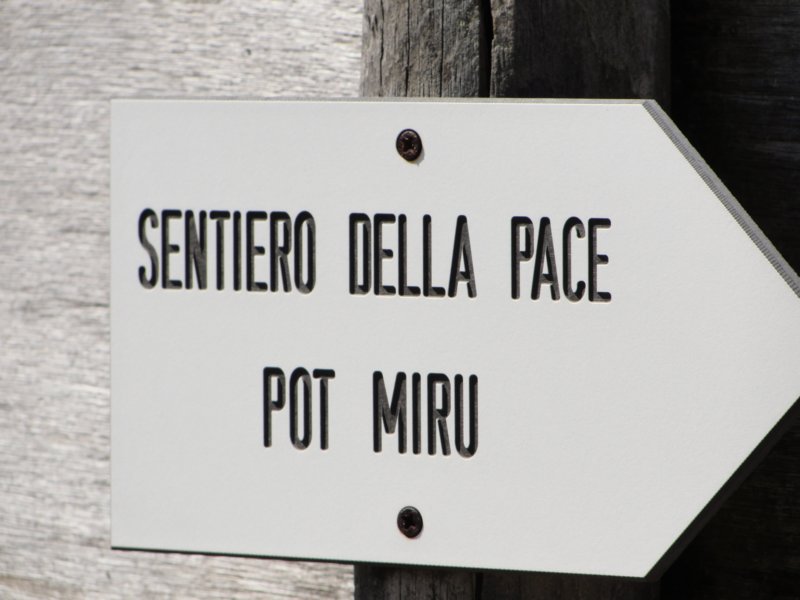 SENTIERO DELLA PACE
POT MIRU